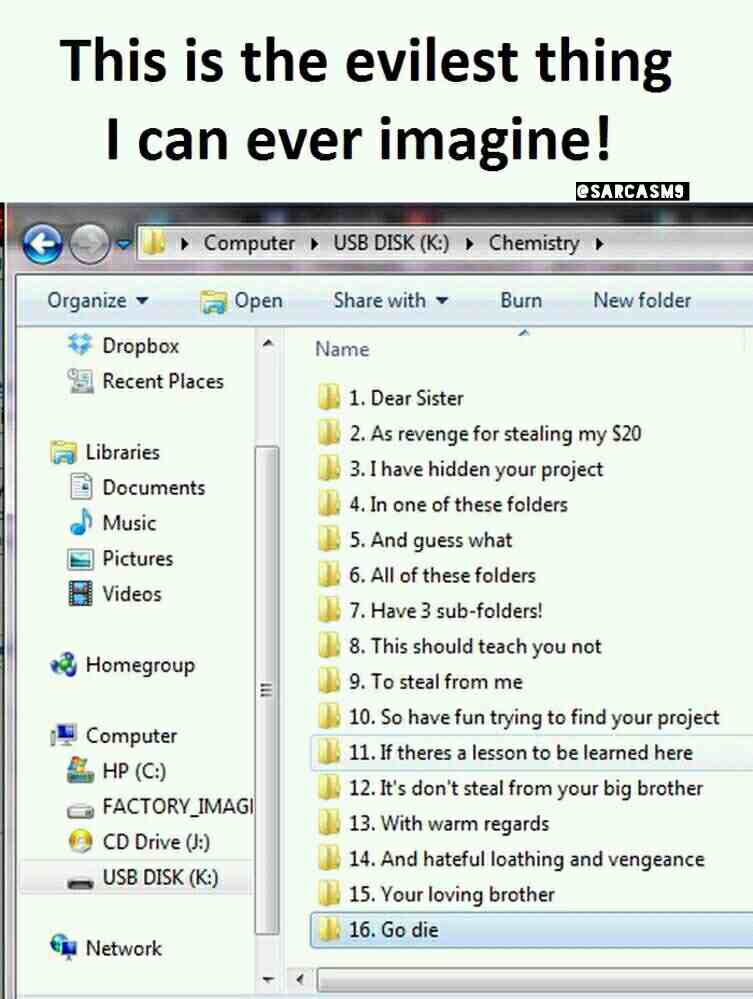 This is the evilest thing
I can ever imagine!
@SARCASM9
Computer USB DISK (K:) Chemistry
Organize Open Share with Burn New folder
Dropbox
Recent Places
Libraries
Documents
Music
Pictures
Videos
Homegroup
Computer
HP (C:)
FACTORY_IMAGI
CD Drive (J:)
USB DISK (K:)
Network
Name
1. Dear Sister
2. As revenge for stealing my $20
3. I have hidden your project
4. In one of these folders
5. And guess what
6. All of these folders
7. Have 3 sub-folders!
8. This should teach you not
9. To steal from me
10. So have fun trying to find your project
11. If theres a lesson to be learned here
12. It's don't steal from your big brother
13. With warm regards
14. And hateful loathing and vengeance
15. Your loving brother
16. Go die